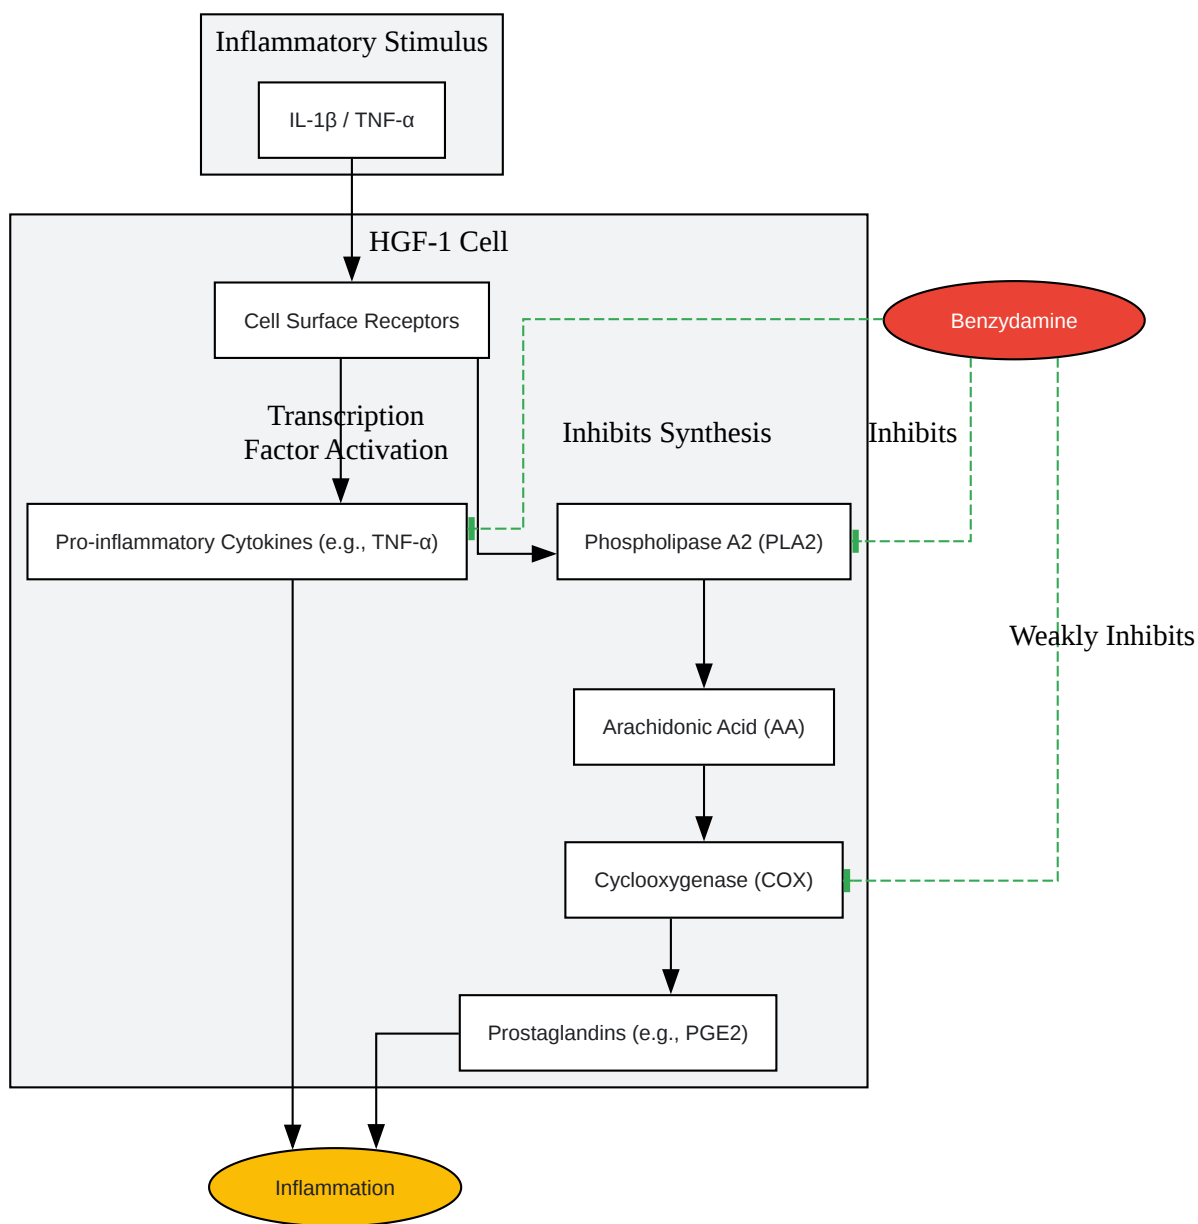 Inflammatory Stimulus
IL-1β / TNF-α
HGF-1 Cell
Cell Surface Receptors
Benzydamine
Transcription
Factor Activation
Inhibits Synthesis
Inhibits
Pro-inflammatory Cytokines (e.g., TNF-α)
Phospholipase A2 (PLA2)
Weakly Inhibits
Arachidonic Acid (AA)
Cyclooxygenase (COX)
Prostaglandins (e.g., PGE2)
Inflammation